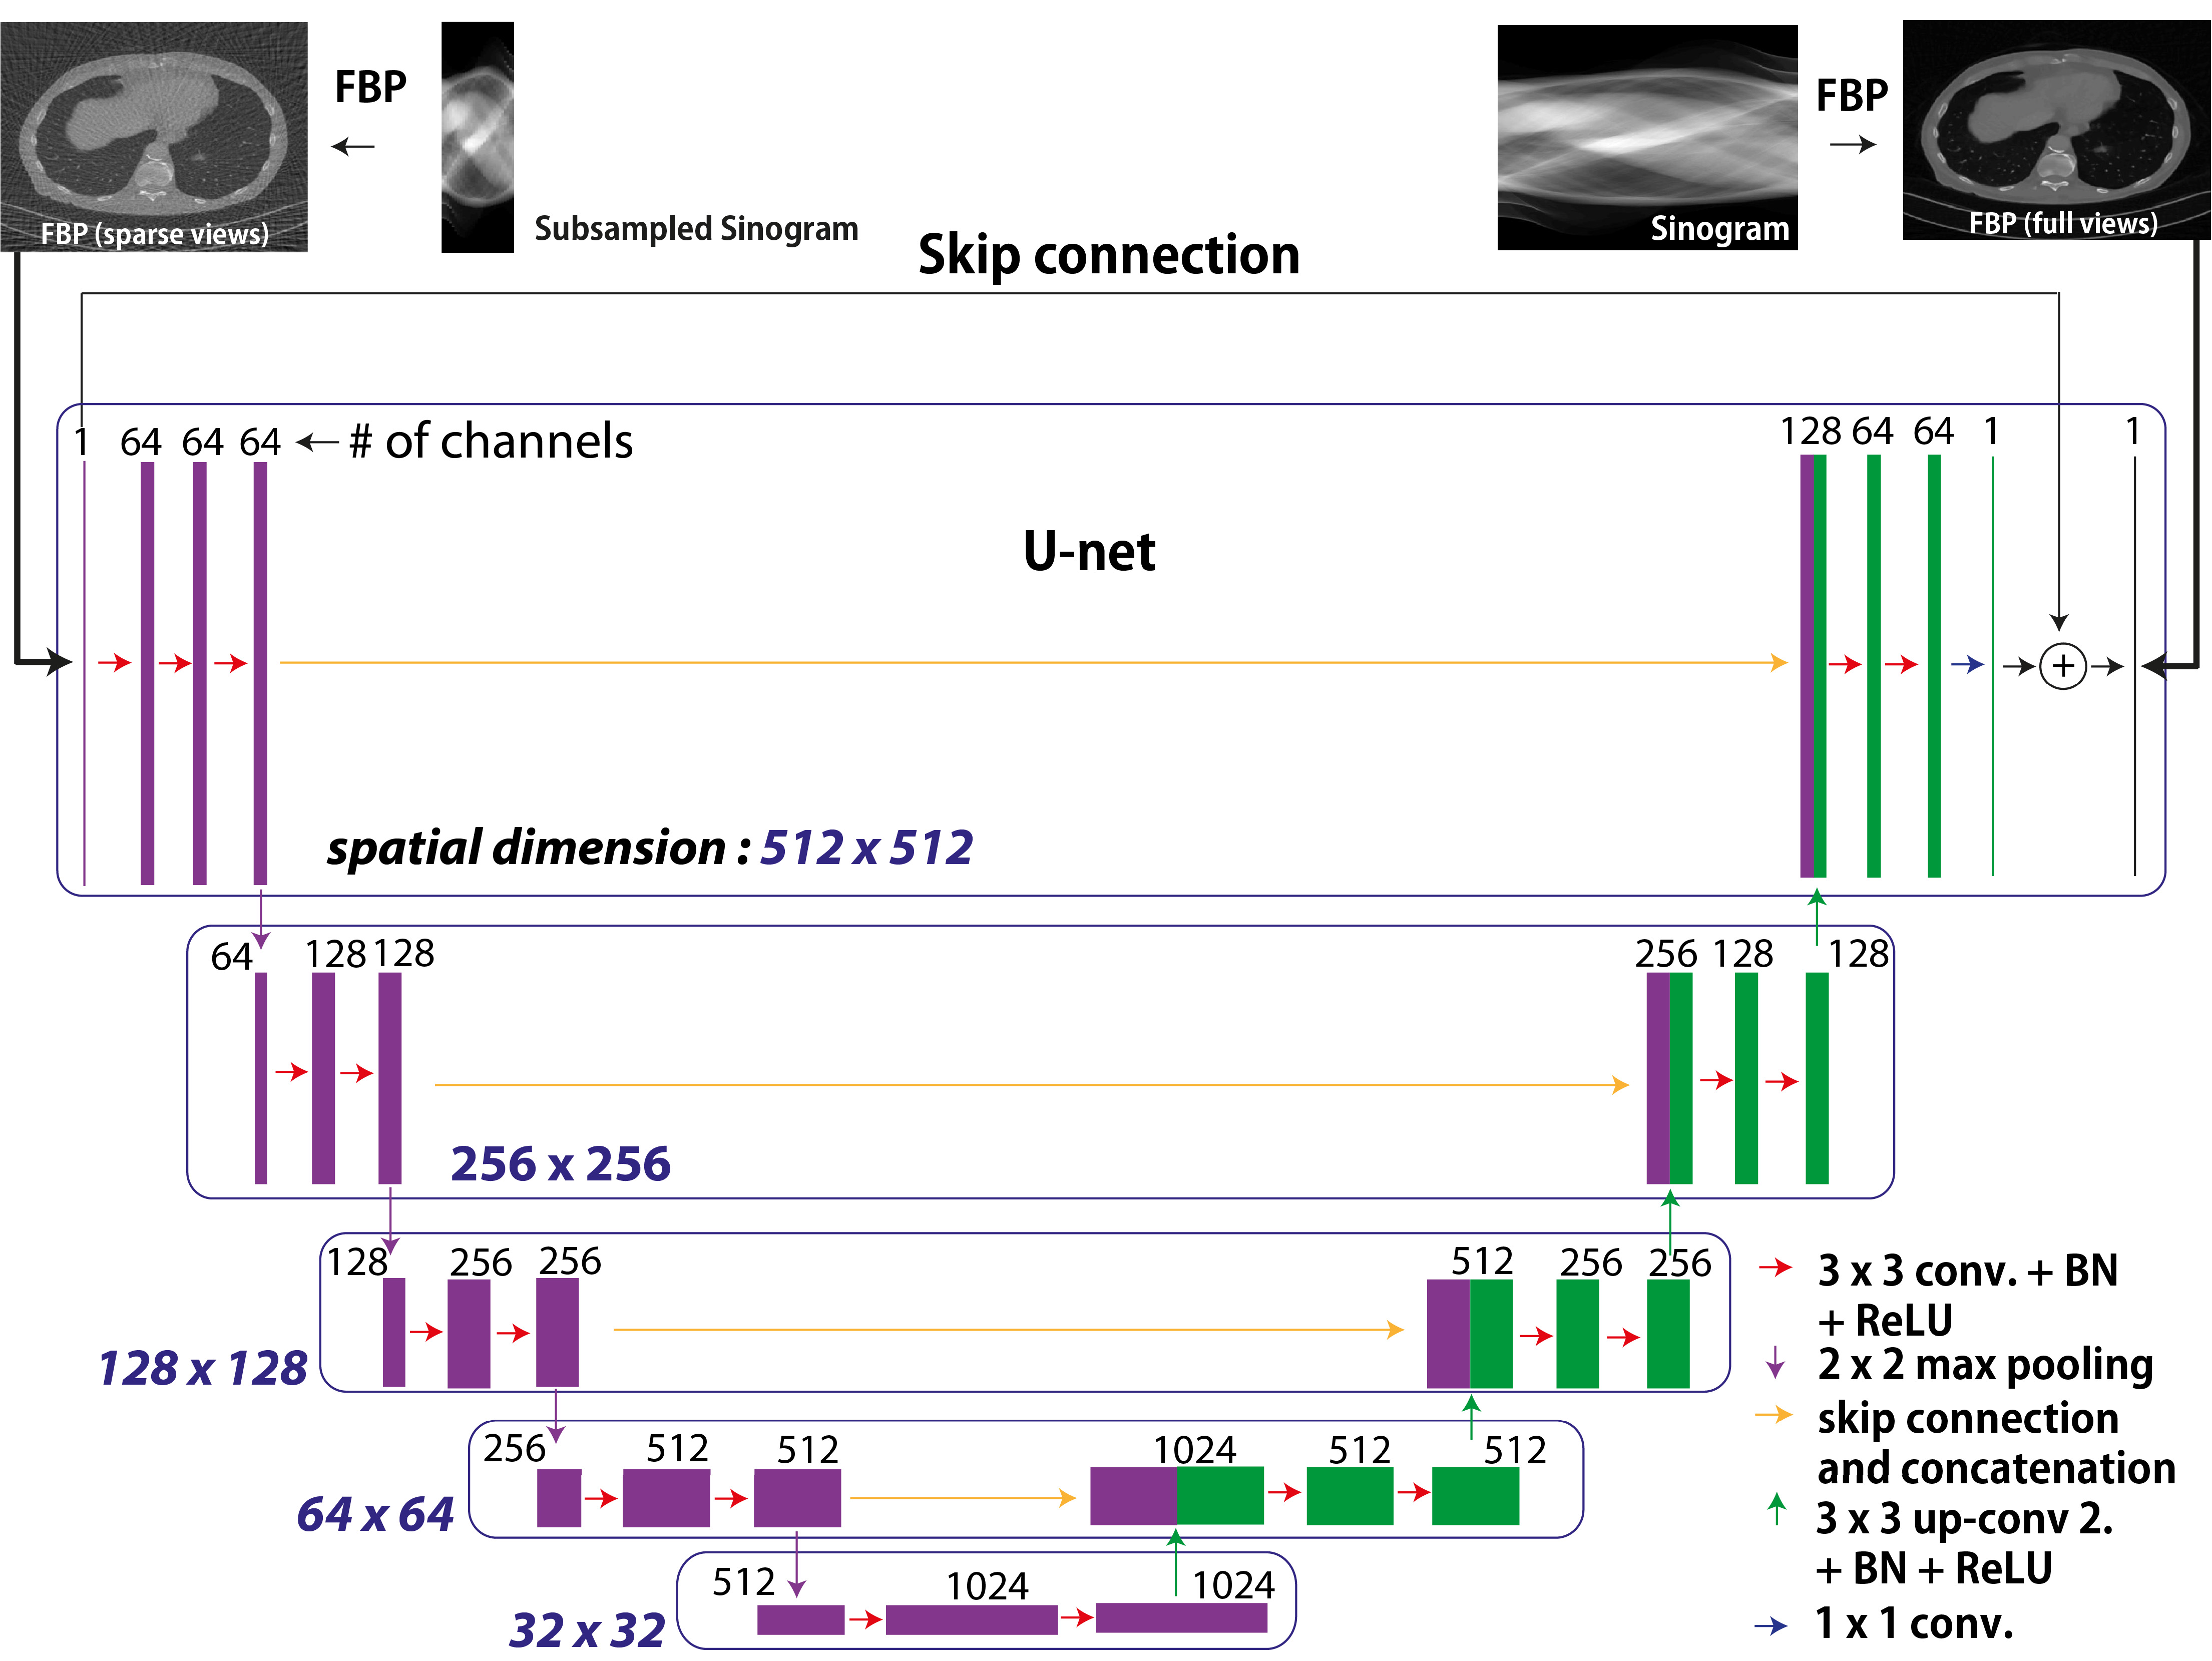 FBP
FBP
FBP (sparse views)
Subsampled Sinogram
Sinogram
FBP (full views)
Skip connection
1 64 64 64 # of channels
128 64 64 1 1
U-net
spatial dimension : 512 x 512
64 128 128
256 128 128
256 x 256
128 256 256
512 256 256
128 x 128
256 512 512
1024 512 512
64 x 64
512 1024 1024
32 x 32
3 x 3 conv. + BN
+ ReLU
2 x 2 max pooling
skip connection
and concatenation
3 x 3 up-conv 2.
+ BN + ReLU
1 x 1 conv.